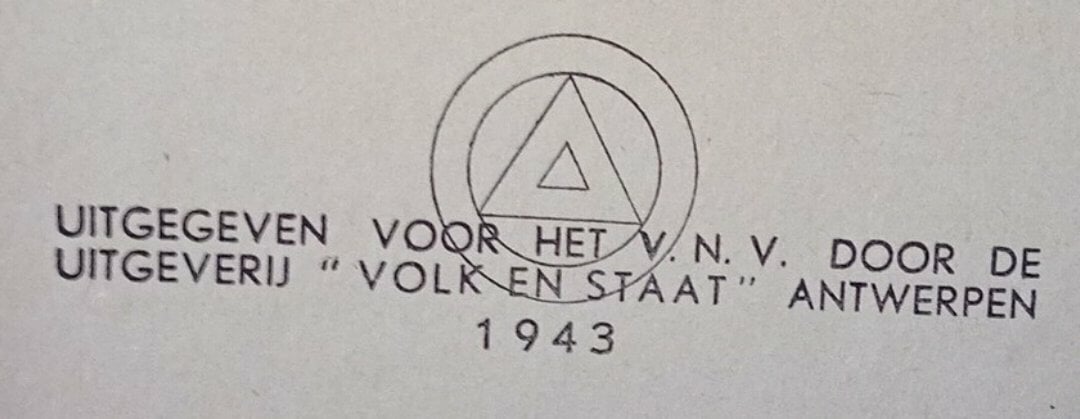 UITGEGEVEN VOOR HET V. N. V. DOOR DE
UITGEVERIJ “ VOLK EN STAAT ” ANTWERPEN
1943